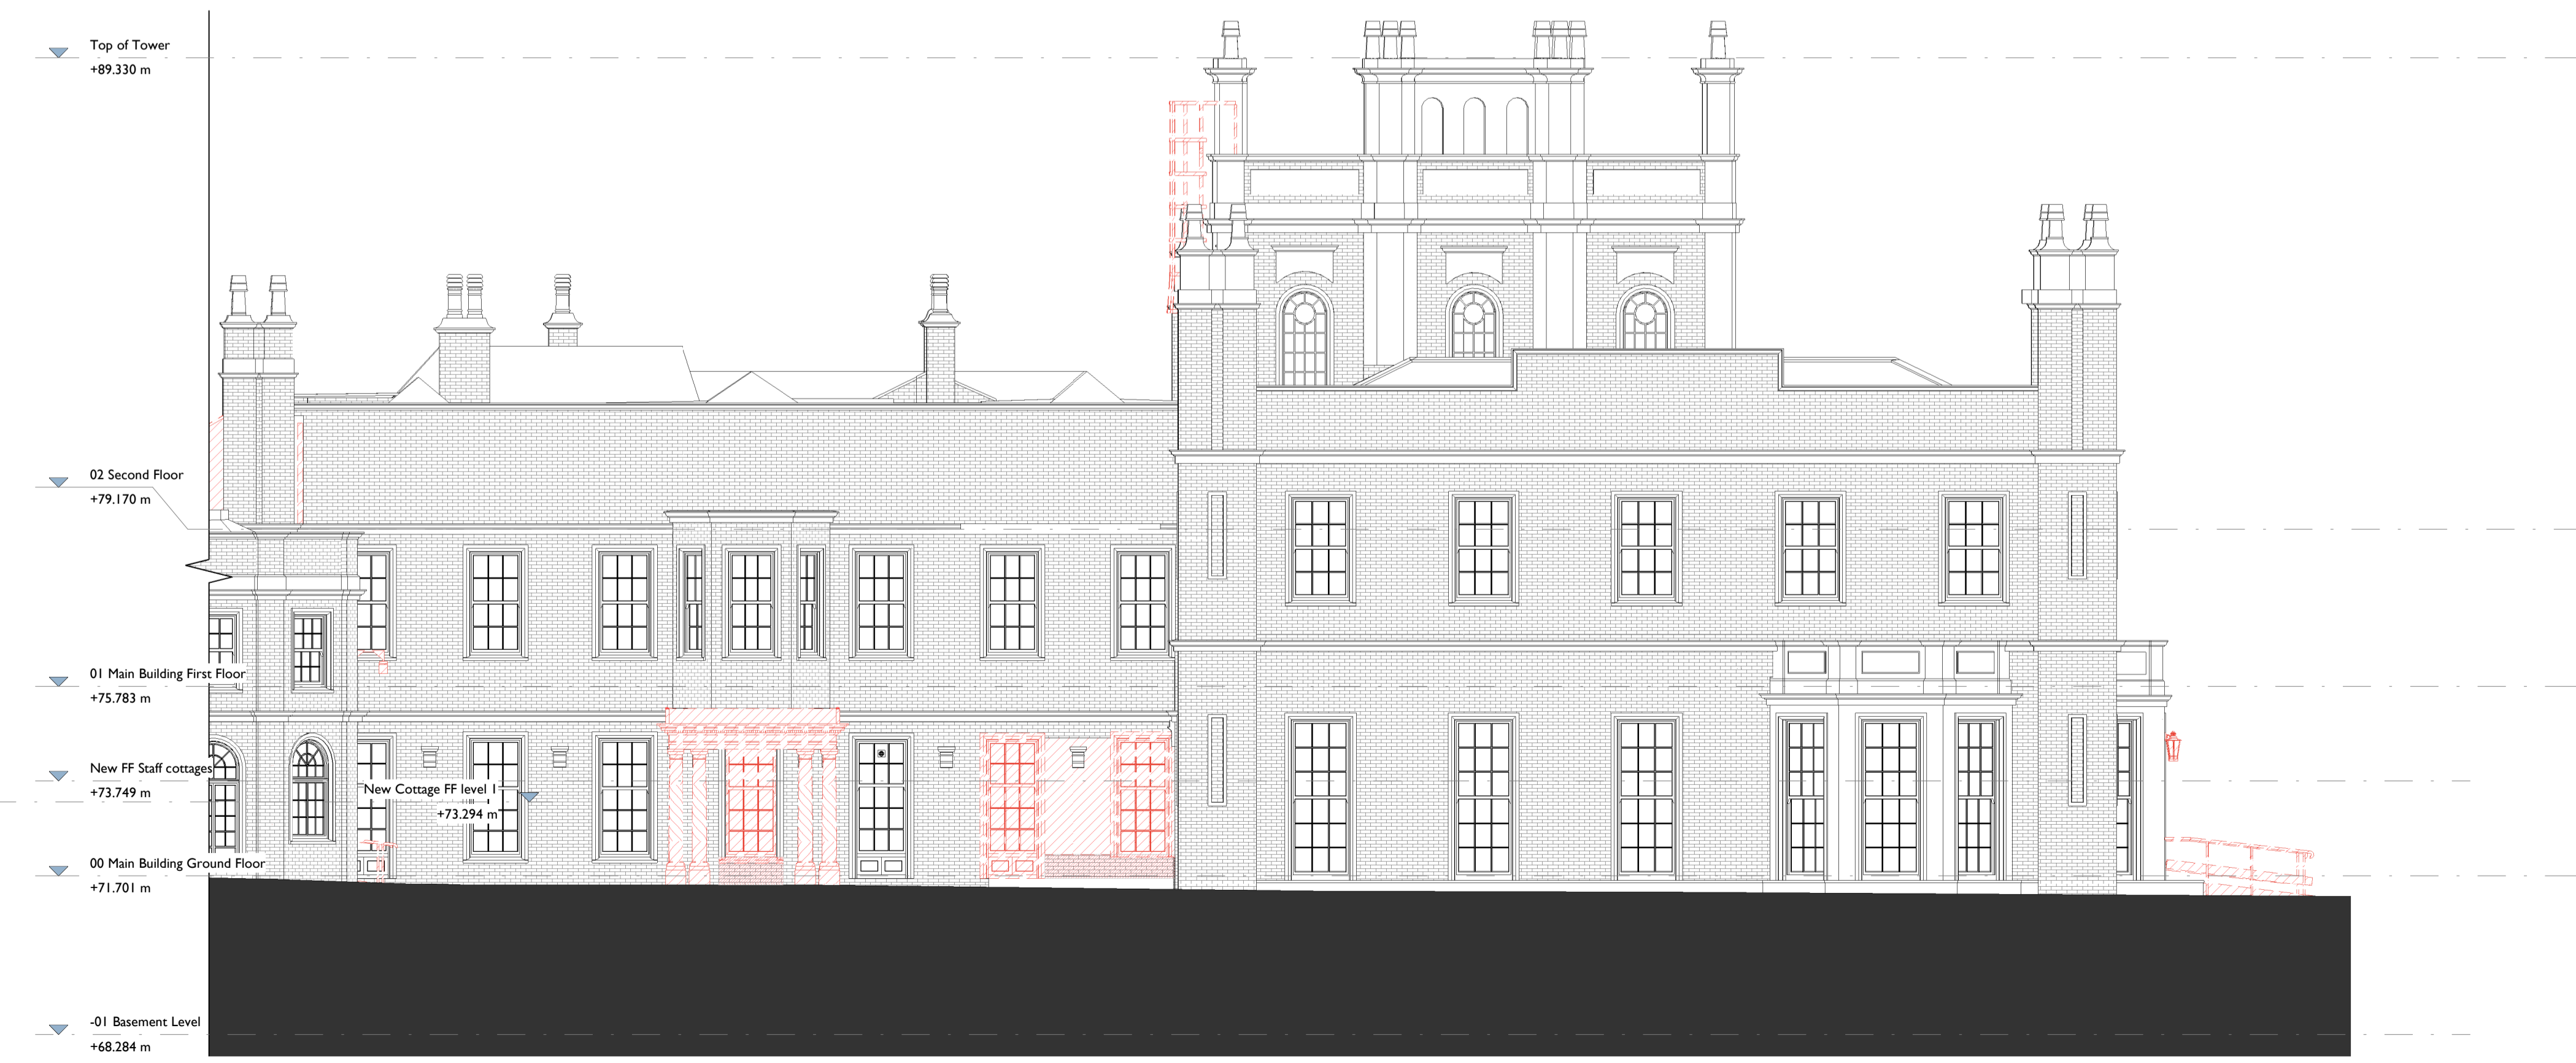 Top of Tower
+89.330 m
02 Second Floor
+79.170 m
01 Main Building First Floor
+75.783 m
New FF Staff cottages
+73.749 m
New Cottage FF level 1
+73.294 m
00 Main Building Ground Floor
+71.701 m
-01 Basement Level
+68.284 m